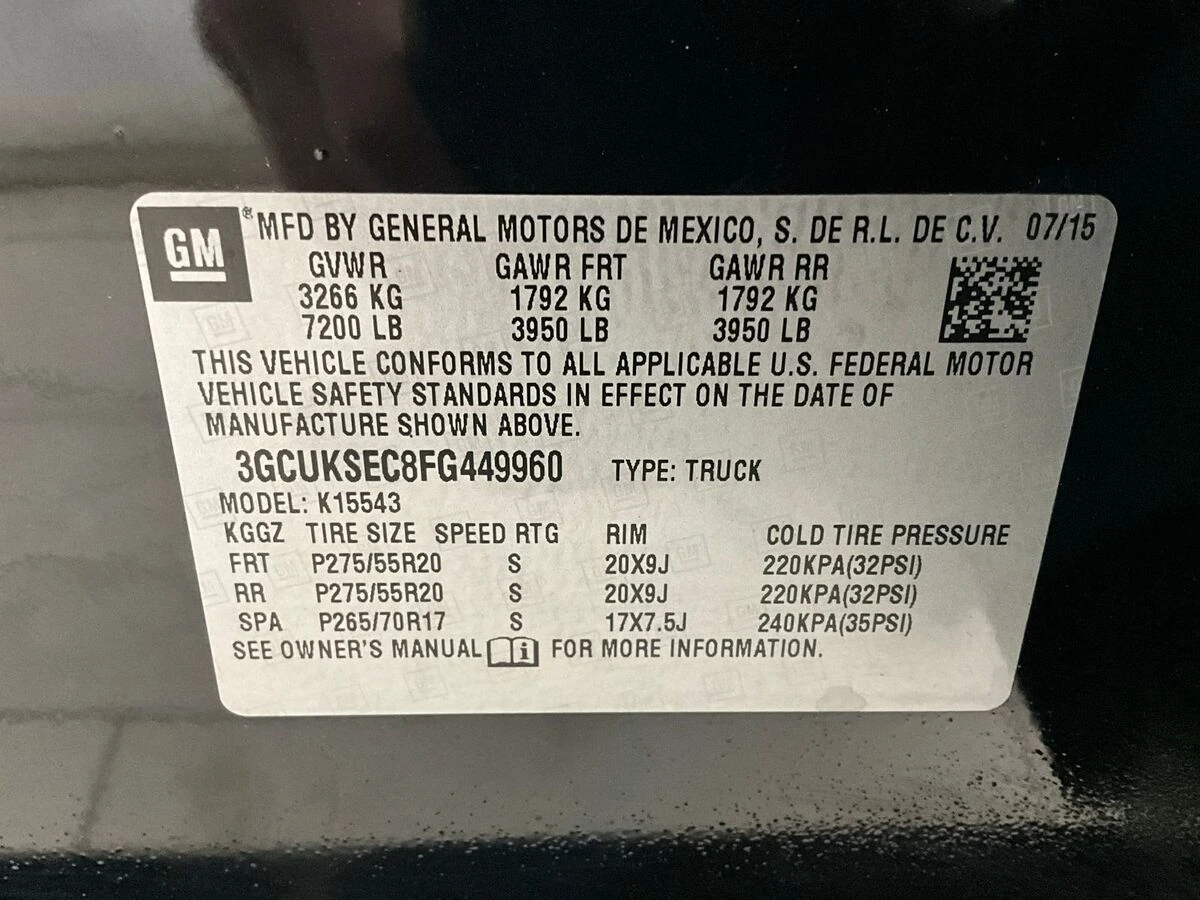 GM ® MFD BY GENERAL MOTORS DE MEXICO, S. DE R.L. DE C.V. 07/15
GVWR GAWR FRT GAWR RR
3266 KG 1792 KG 1792 KG
7200 LB 3950 LB 3950 LB
THIS VEHICLE CONFORMS TO ALL APPLICABLE U.S. FEDERAL MOTOR
VEHICLE SAFETY STANDARDS IN EFFECT ON THE DATE OF
MANUFACTURE SHOWN ABOVE.
3GCUKSEC8FG449960 TYPE: TRUCK
MODEL: K15543
KGGZ TIRE SIZE SPEED RTG RIM COLD TIRE PRESSURE
FRT P275/55R20 S 20X9J 220KPA(32PSI)
RR P275/55R20 S 20X9J 220KPA(32PSI)
SPA P265/70R17 S 17X7.5J 240KPA(35PSI)
SEE OWNER'S MANUAL i FOR MORE INFORMATION.